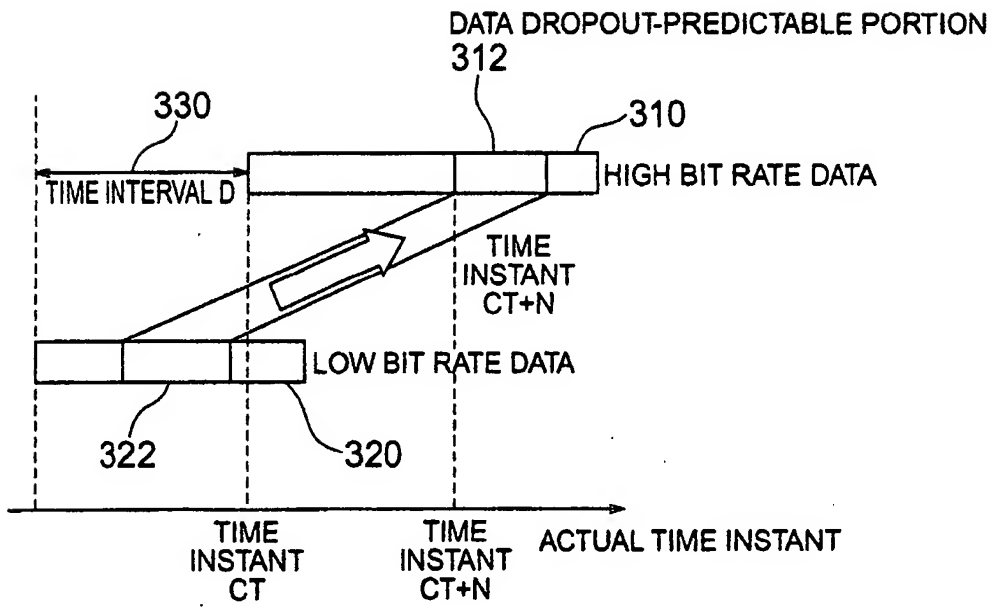 DATA DROPOUT-PREDICTABLE PORTION
312
330
310
HIGH BIT RATE DATA
TIME INTERVAL D
TIME
INSTANT
CT+N
LOW BIT RATE DATA
322
320
TIME
INSTANT
CT
TIME
INSTANT
CT+N
ACTUAL TIME INSTANT